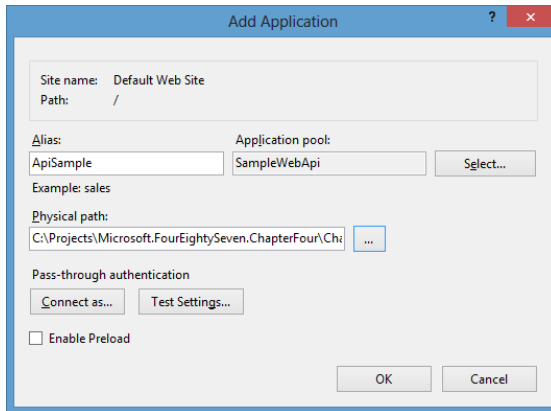 Add Application
?
Site name: Default Web Site
Path: /
Alias: Application pool:
ApiSample SampleWebApi Select...
Example: sales
Physical path:
C:\Projects\Microsoft.FourEightySeven.ChapterFour\Cha ...
Pass-through authentication
Connect as... Test Settings...
Enable Preload
OK Cancel